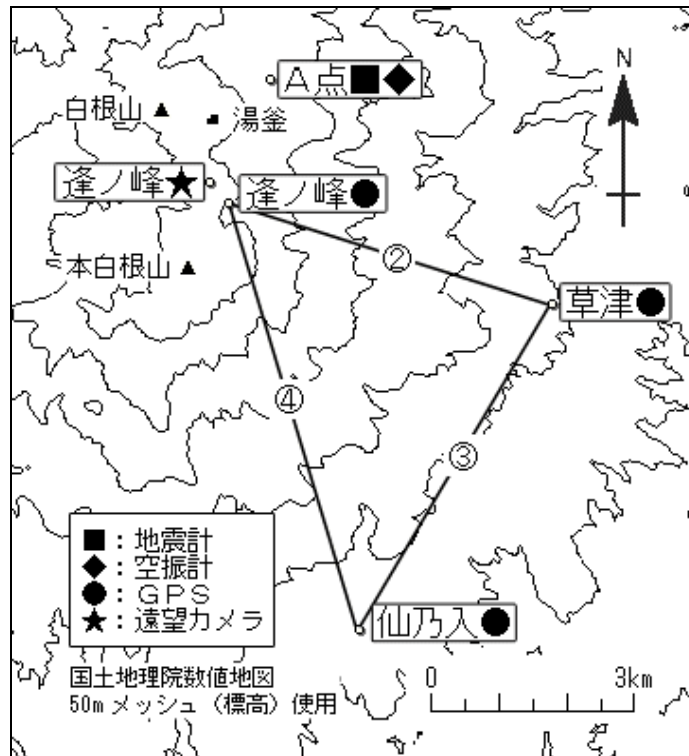 N
A点■◆
白根山▲
湯釜
逢ノ峰★
逢ノ峰●
本白根山▲
②
草津●
④
③
■：地震計
◆：空振計
●：ＧＰＳ
★：遠望カメラ
仙乃入●
国土地理院数値地図
50mメッシュ（標高）使用
0 3km